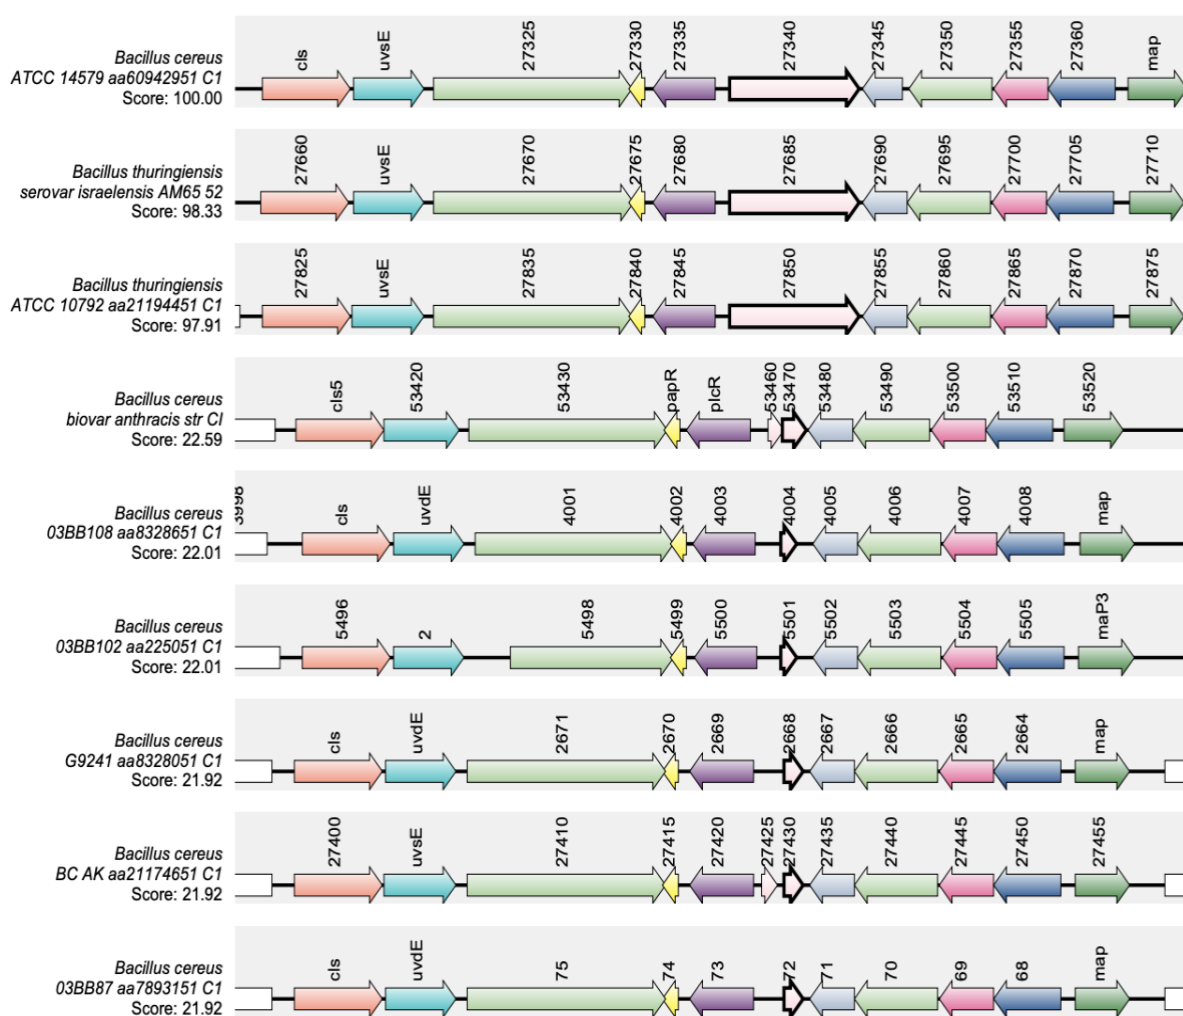 cls uvsE 27325 27330 27335 27340 27345 27350 27355 27360 map
Bacillus cereus
ATCC 14579 aa60942951 C1
Score: 100.00
27660 uvsE 27670 27675 27680 27685 27690 27695 27700 27705 27710
Bacillus thuringiensis
serovar israelensis AM65 52
Score: 98.33
27825 uvsE 27835 27840 27845 27850 27855 27860 27865 27870 27875
Bacillus thuringiensis
ATCC 10792 aa21194451 C1
Score: 97.91
cls5 53420 53430 papR plcR 53460 53470 53480 53490 53500 53510 53520
Bacillus cereus
biovar anthracis str CI
Score: 22.59
3998 cls uvdE 4001 4002 4003 4004 4005 4006 4007 4008 map
Bacillus cereus
03BB108 aa8328651 C1
Score: 22.01
5496 2 5498 5499 5500 5501 5502 5503 5504 5505 maP3
Bacillus cereus
03BB102 aa225051 C1
Score: 22.01
cls uvdE 2671 2670 2669 2668 2667 2666 2665 2664 map
Bacillus cereus
G9241 aa8328051 C1
Score: 21.92
27400 uvsE 27410 27415 27420 27425 27430 27435 27440 27445 27450 27455
Bacillus cereus
BC AK aa21174651 C1
Score: 21.92
cls uvdE 75 74 73 72 71 70 69 68 map
Bacillus cereus
03BB87 aa7893151 C1
Score: 21.92